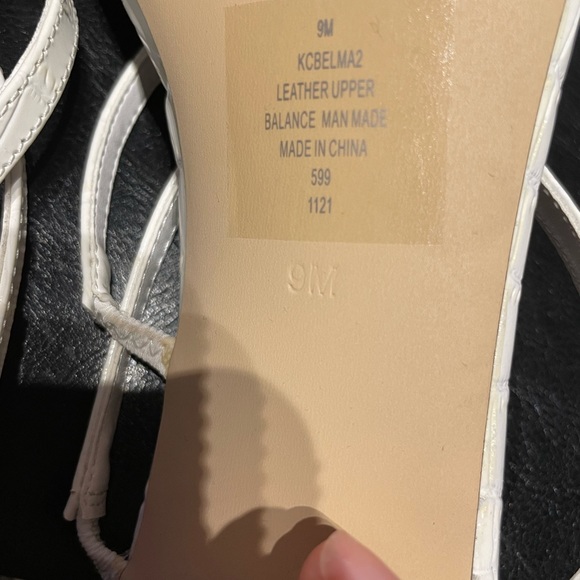 9M
KCBELMA2
LEATHER UPPER
BALANCE MAN MADE
MADE IN CHINA
599
1121
9M